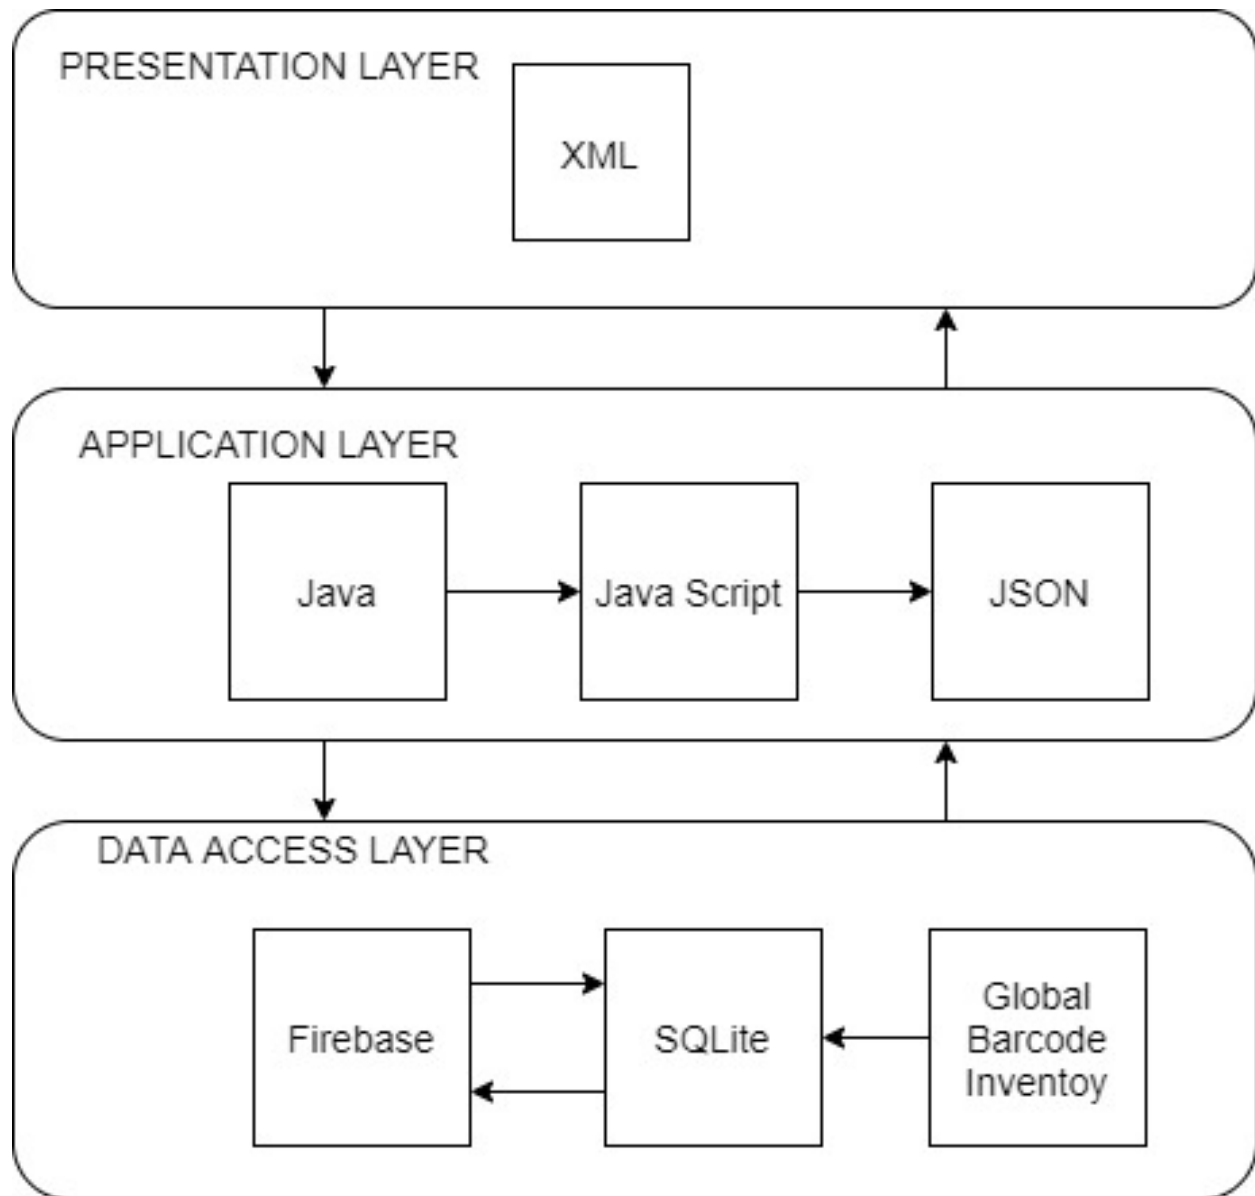 PRESENTATION LAYER
XML
APPLICATION LAYER
Java
Java Script
JSON
DATA ACCESS LAYER
Firebase
SQLite
Global
Barcode
Inventoy